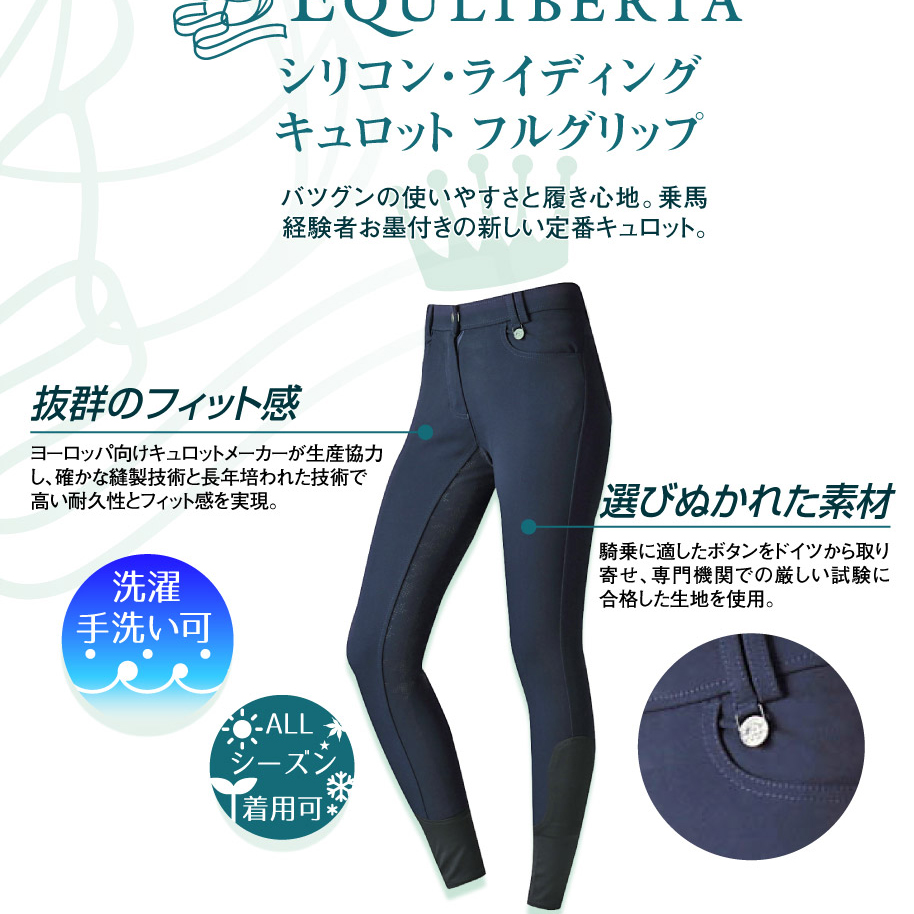 EQULIBERTA
シリコン・ライディング
キュロット フルグリップ
バツグンの使いやすさと履き心地。乗馬
経験者お墨付きの新しい定番キュロット。
抜群のフィット感
ヨーロッパ向けキュロットメーカーが生産協力
し、確かな縫製技術と長年培われた技術で
高い耐久性とフィット感を実現。
選びぬかれた素材
騎乗に適したボタンをドイツから取り
寄せ、専門機関での厳しい試験に
合格した生地を使用。
洗濯
手洗い可
ALL
シーズン
着用可